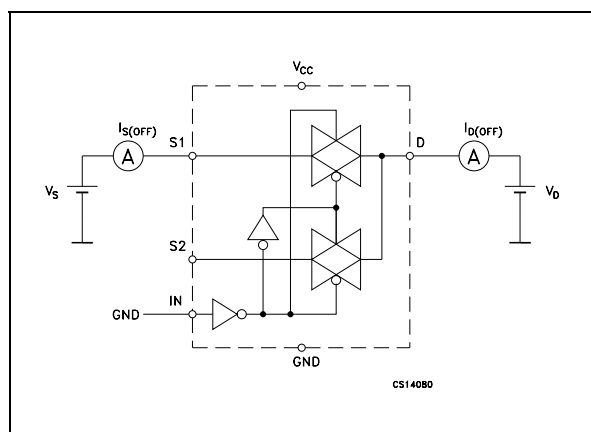 VCC
IS(OFF)
S1
D
ID(OFF)
A
A
VS
VD
S2
IN
GND
GND
CS14080